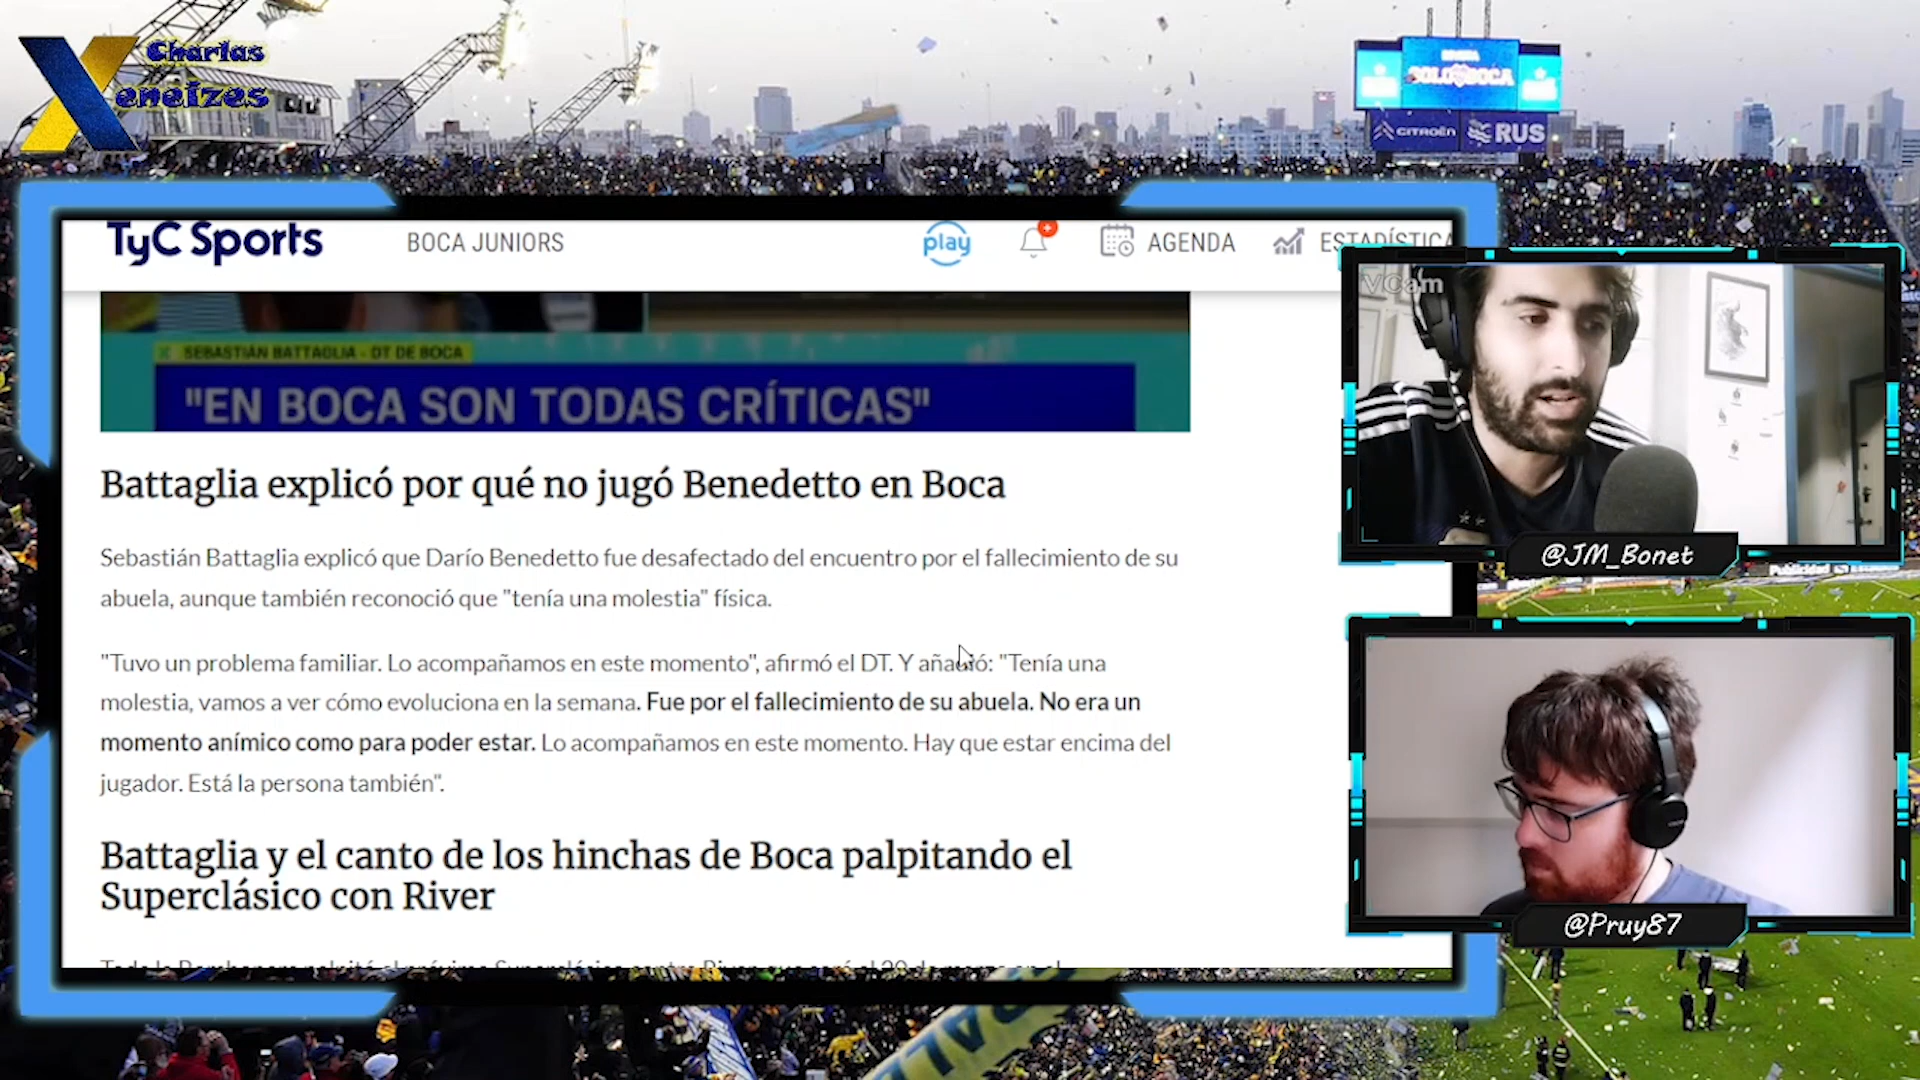 Charlas
Xeneizes
SOLO BOCA
CITROËN
RUS
TyC Sports
BOCA JUNIORS
play
AGENDA
ESTADÍSTICA
SEBASTIÁN BATTAGLIA - DT DE BOCA
"EN BOCA SON TODAS CRÍTICAS"
Battaglia explicó por qué no jugó Benedetto en Boca
Sebastián Battaglia explicó que Darío Benedetto fue desafectado del encuentro por el fallecimiento de su
abuela, aunque también reconoció que "tenía una molestia" física.
"Tuvo un problema familiar. Lo acompañamos en este momento", afirmó el DT. Y añadió: "Tenía una
molestia, vamos a ver cómo evoluciona en la semana. Fue por el fallecimiento de su abuela. No era un
momento anímico como para poder estar. Lo acompañamos en este momento. Hay que estar encima del
jugador. Está la persona también".
Battaglia y el canto de los hinchas de Boca palpitando el
Superclásico con River
VCam
@JM_Bonet
Publicidad
@Pruy87